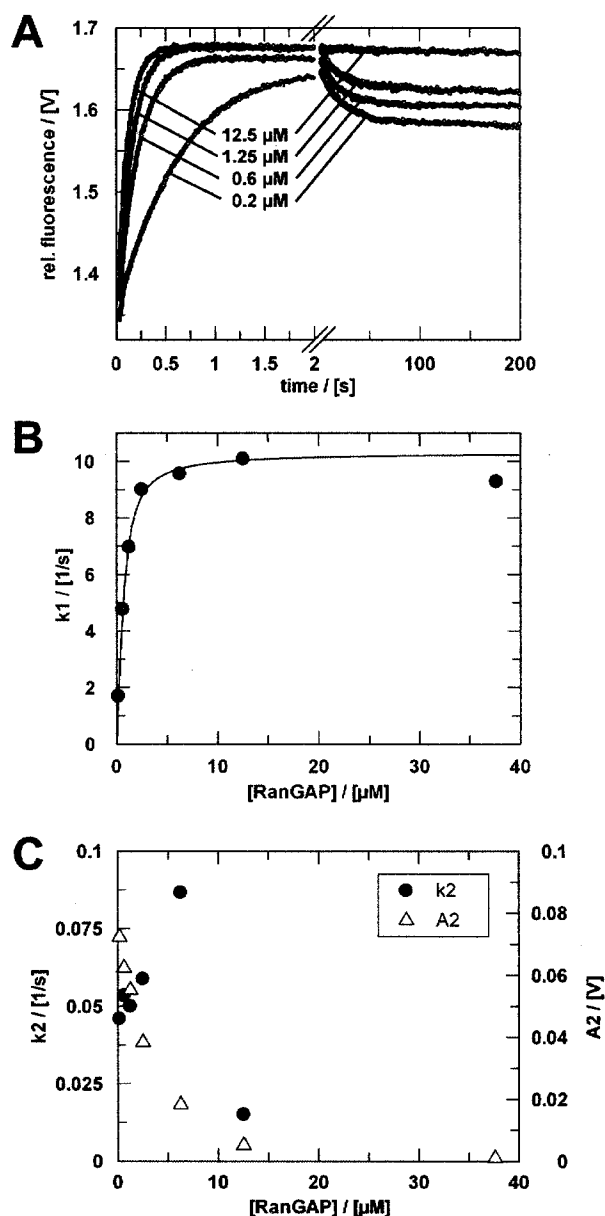 A
1.7
1.6
1.5
1.4
rel. fluorescence / [V]
12.5 µM
1.25 µM
0.6 µM
0.2 µM
0 0.5 1 1.5 2 100 200
time / [s]
B
10
8
6
4
2
0
k1 / [1/s]
0 10 20 30 40
[RanGAP] / [µM]
C
0.1
0.075
0.05
0.025
0
k2 / [1/s]
k2
A2
0.1
0.08
0.06
0.04
0.02
0
A2 / [V]
0 10 20 30 40
[RanGAP] / [µM]